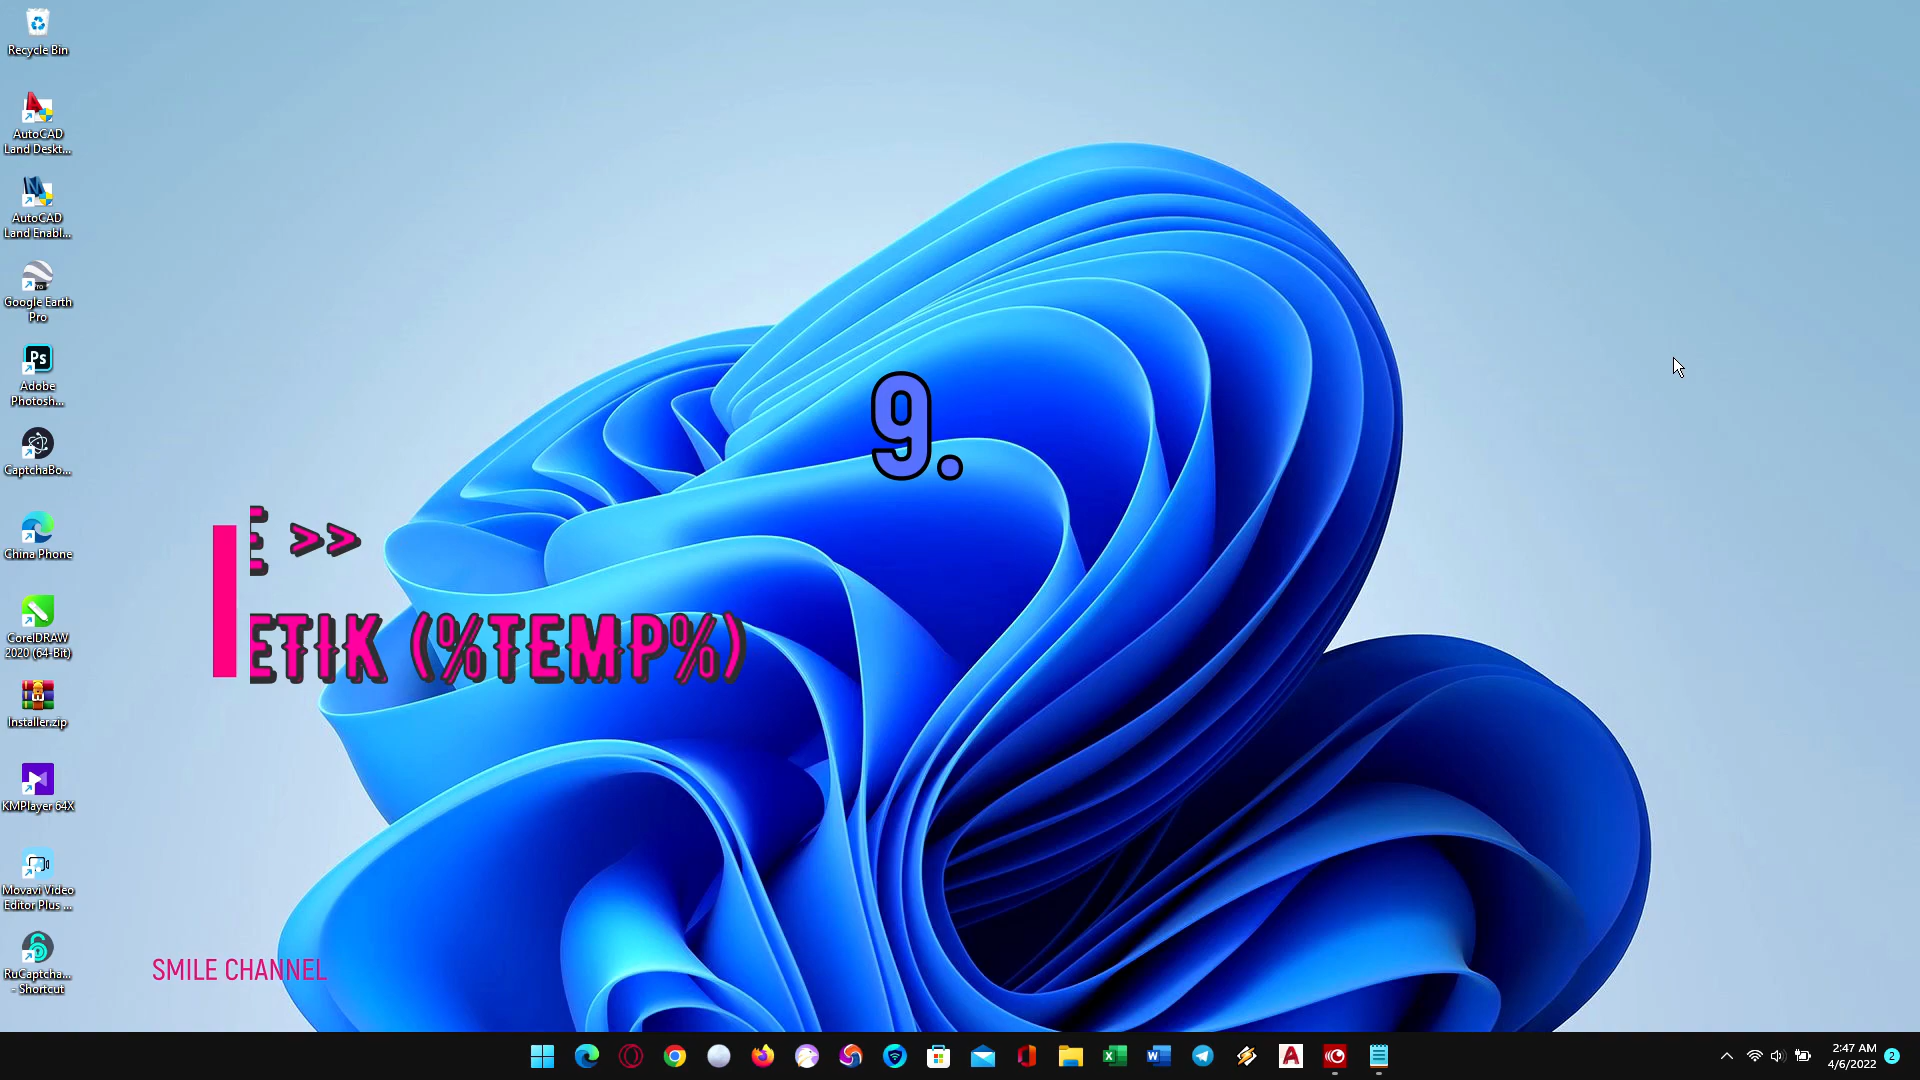 Recycle Bin
AutoCAD
Land Deskt...
AutoCAD
Land Enabl...
Google Earth
Pro
Adobe
Photosh...
CaptchaBo...
China Phone
CorelDRAW
2020 (64-Bit)
Installer.zip
KMPlayer 64X
Movavi Video
Editor Plus ...
RuCaptcha...
- Shortcut
9.
E >>
ETIK (%TEMP%)
SMILE CHANNEL
2:47 AM
4/6/2022
2